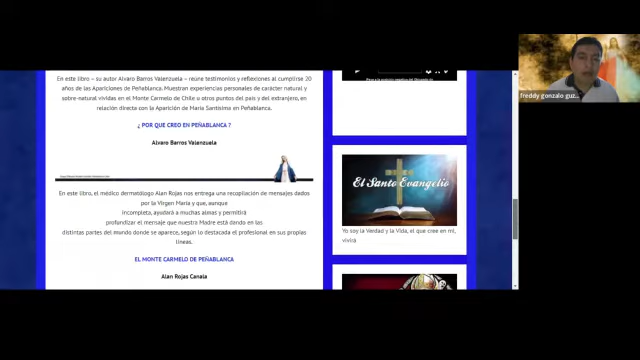 En este libro – su autor Alvaro Barros Valenzuela – reúne testimonios y reflexiones al cumplirse 20
años de las Apariciones de Peñablanca. Muestran experiencias personales de carácter natural y
sobre-natural vividas en el Monte Carmelo de Chile u otros puntos del país y del extranjero, en
relación directa con la Aparición de María Santísima en Peñablanca.
¿ POR QUE CREO EN PEÑABLANCA ?
Alvaro Barros Valenzuela
En este libro, el médico dermatólogo Alan Rojas nos entrega una recopilación de mensajes dados
por la Virgen María y que, aunque
incompleta, ayudará a muchas almas y permitirá
profundizar el mensaje que nuestra Madre está dando en las
distintas partes del mundo donde se aparece, según lo destacada el profesional en sus propias
líneas.
EL MONTE CARMELO DE PEÑABLANCA
Alan Rojas Canala
El Santo Evangelio
Yo soy la Verdad y la Vida, el que cree en mi,
vivirá
freddy gonzalo guz...